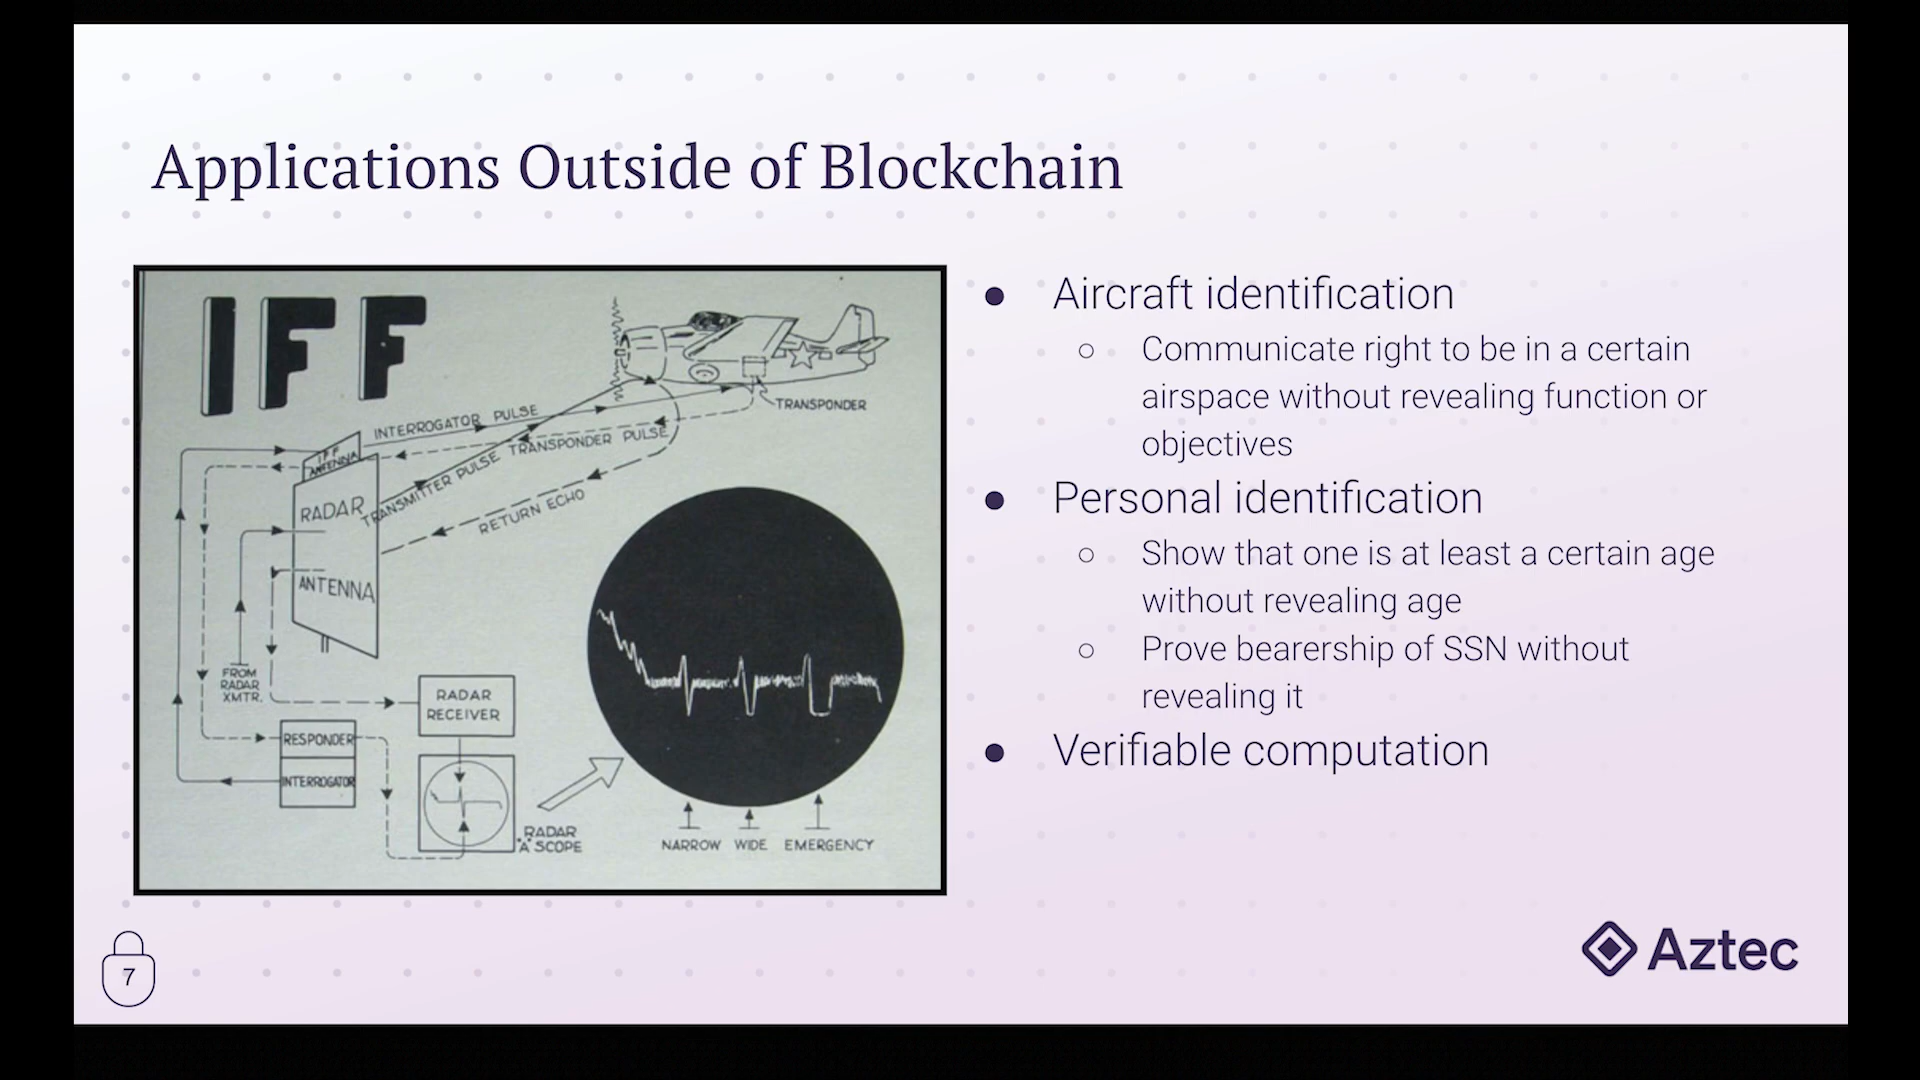 Applications Outside of Blockchain
IFF
INTERROGATOR PULSE
TRANSPONDER
TRANSPONDER PULSE
IFF
ANTENNA
TRANSMITTER PULSE
RETURN ECHO
RADAR
ANTENNA
FROM
RADAR
XMTR.
RADAR
RECEIVER
RESPONDER
INTERROGATOR
RADAR
"A" SCOPE
NARROW WIDE EMERGENCY
● Aircraft identification
○ Communicate right to be in a certain
airspace without revealing function or
objectives
● Personal identification
○ Show that one is at least a certain age
without revealing age
○ Prove bearership of SSN without
revealing it
● Verifiable computation
7
Aztec